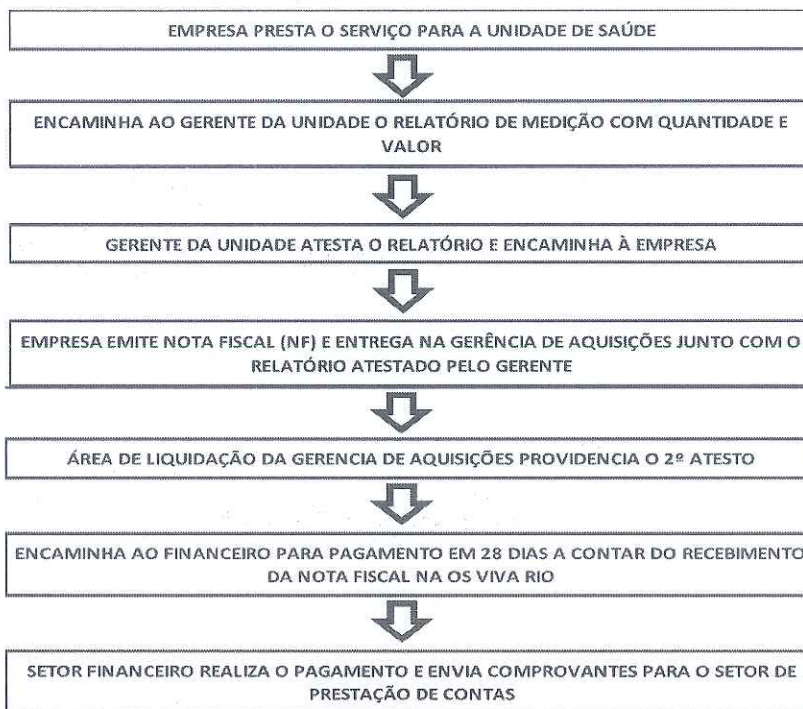 EMPRESA PRESTA O SERVIÇO PARA A UNIDADE DE SAÚDE
ENCAMINHA AO GERENTE DA UNIDADE O RELATÓRIO DE MEDIÇÃO COM QUANTIDADE E
VALOR
GERENTE DA UNIDADE ATESTA O RELATÓRIO E ENCAMINHA À EMPRESA
EMPRESA EMITE NOTA FISCAL (NF) E ENTREGA NA GERÊNCIA DE AQUISIÇÕES JUNTO COM O
RELATÓRIO ATESTADO PELO GERENTE
ÁREA DE LIQUIDAÇÃO DA GERENCIA DE AQUISIÇÕES PROVIDENCIA O 2º ATESTO
ENCAMINHA AO FINANCEIRO PARA PAGAMENTO EM 28 DIAS A CONTAR DO RECEBIMENTO
DA NOTA FISCAL NA OS VIVA RIO
SETOR FINANCEIRO REALIZA O PAGAMENTO E ENVIA COMPROVANTES PARA O SETOR DE
PRESTAÇÃO DE CONTAS